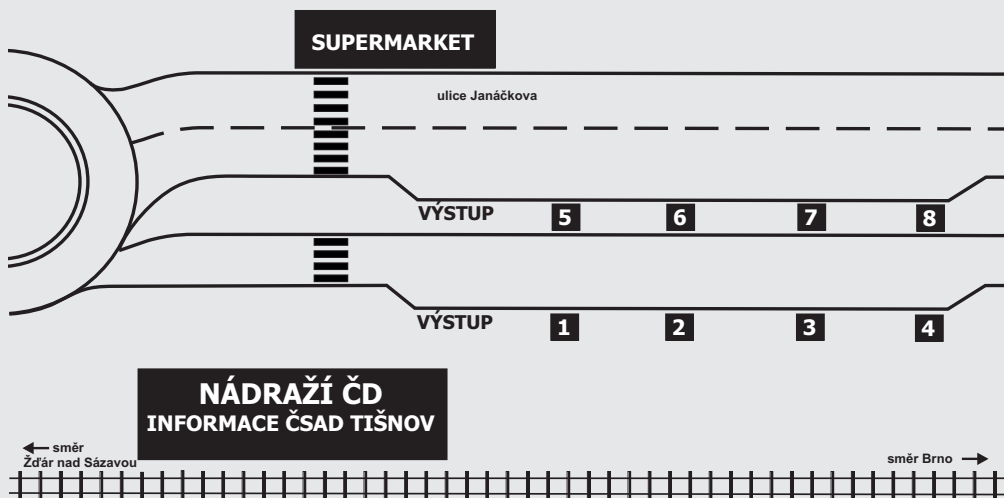 SUPERMARKET
ulice Janáčkova
VÝSTUP 5 6 7 8
VÝSTUP 1 2 3 4
NÁDRAŽÍ ČD
INFORMACE ČSAD TIŠNOV
směr
Žďár nad Sázavou
směr Brno